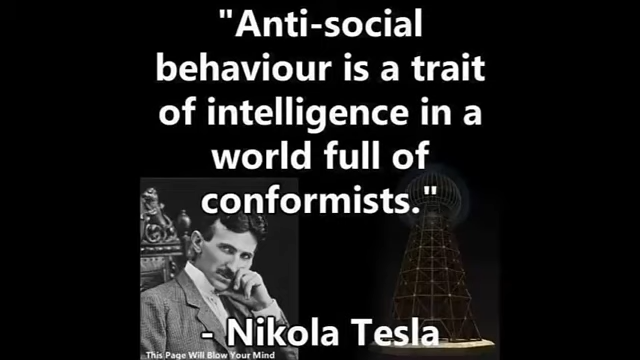 "Anti-social
behaviour is a trait
of intelligence in a
world full of
conformists."
- Nikola Tesla
This Page Will Blow Your Mind